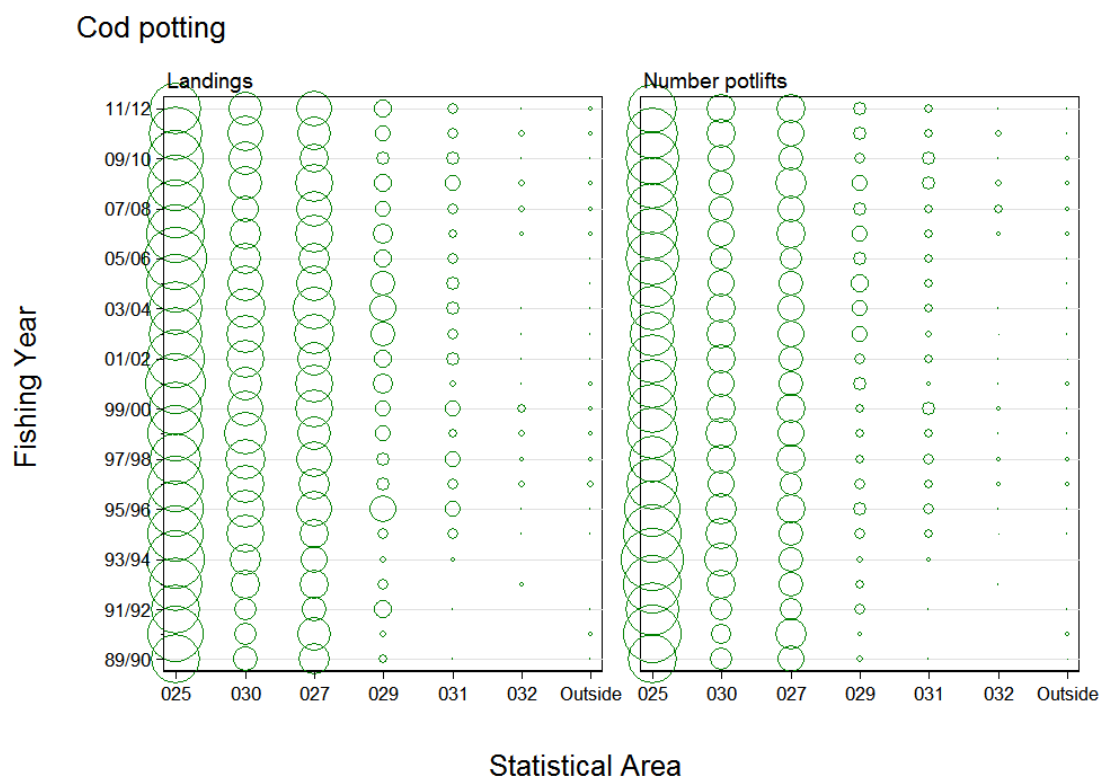 Cod potting
Landings
Number potlifts
11/12
09/10
07/08
05/06
03/04
01/02
99/00
97/98
95/96
93/94
91/92
89/90
Fishing Year
025 030 027 029 031 032 Outside
025 030 027 029 031 032 Outside
Statistical Area